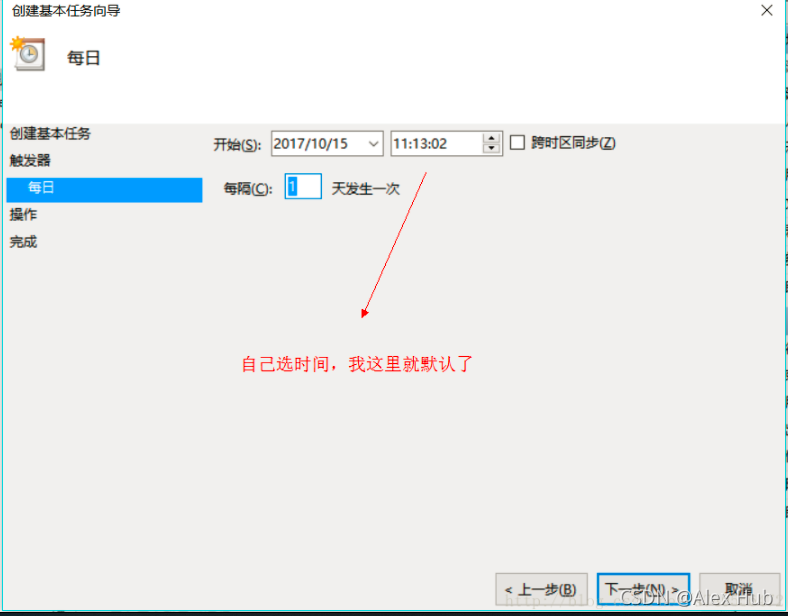 创建基本任务向导
每日
创建基本任务
触发器
每日
操作
完成
开始(S): 2017/10/15 11:13:02 跨时区同步(Z)
每隔(C): 1 天发生一次
自己选时间，我这里就默认了
< 上一步(B) 下一步(N) > 取消
CSDN @Alex Hub